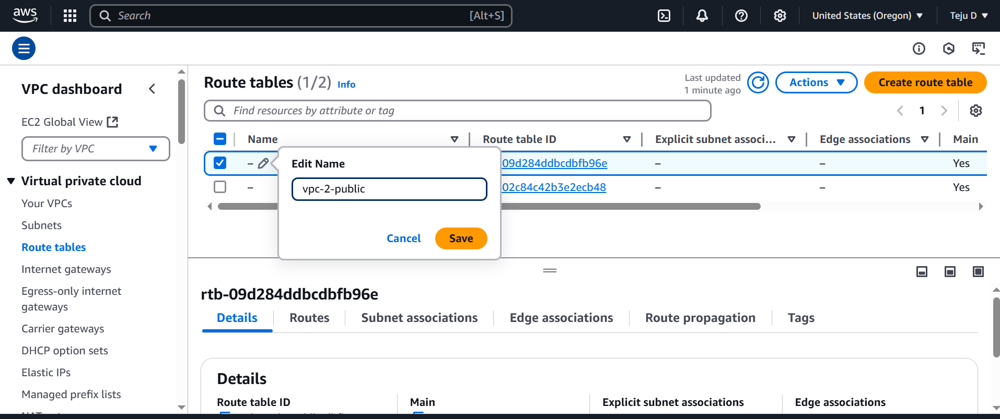 aws
Search [Alt+S] United States (Oregon) Teju D
VPC dashboard
EC2 Global View
Filter by VPC
Virtual private cloud
Your VPCs
Subnets
Route tables
Internet gateways
Egress-only internet
gateways
Carrier gateways
DHCP option sets
Elastic IPs
Managed prefix lists
Route tables (1/2) Info
Last updated
1 minute ago
Actions
Create route table
Find resources by attribute or tag
1
Name Route table ID Explicit subnet associ... Edge associations Main
– -09d284ddbcdbfb96e – – Yes
– 02c84c42b3e2ecb48 – – Yes
Edit Name
vpc-2-public
Cancel Save
rtb-09d284ddbcdbfb96e
Details Routes Subnet associations Edge associations Route propagation Tags
Details
Route table ID Main Explicit subnet associations Edge associations